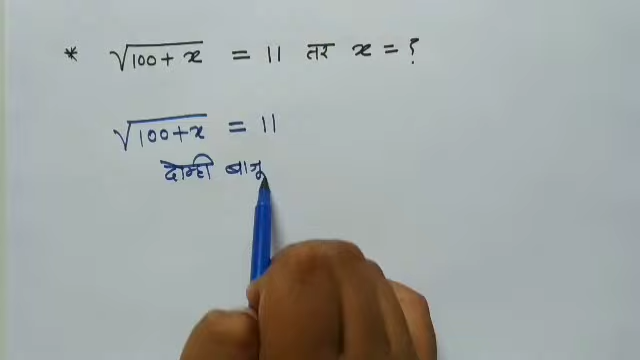 * √100 + x = 11 तर x = ?
√100 + x = 11
दोन्ही बाजू